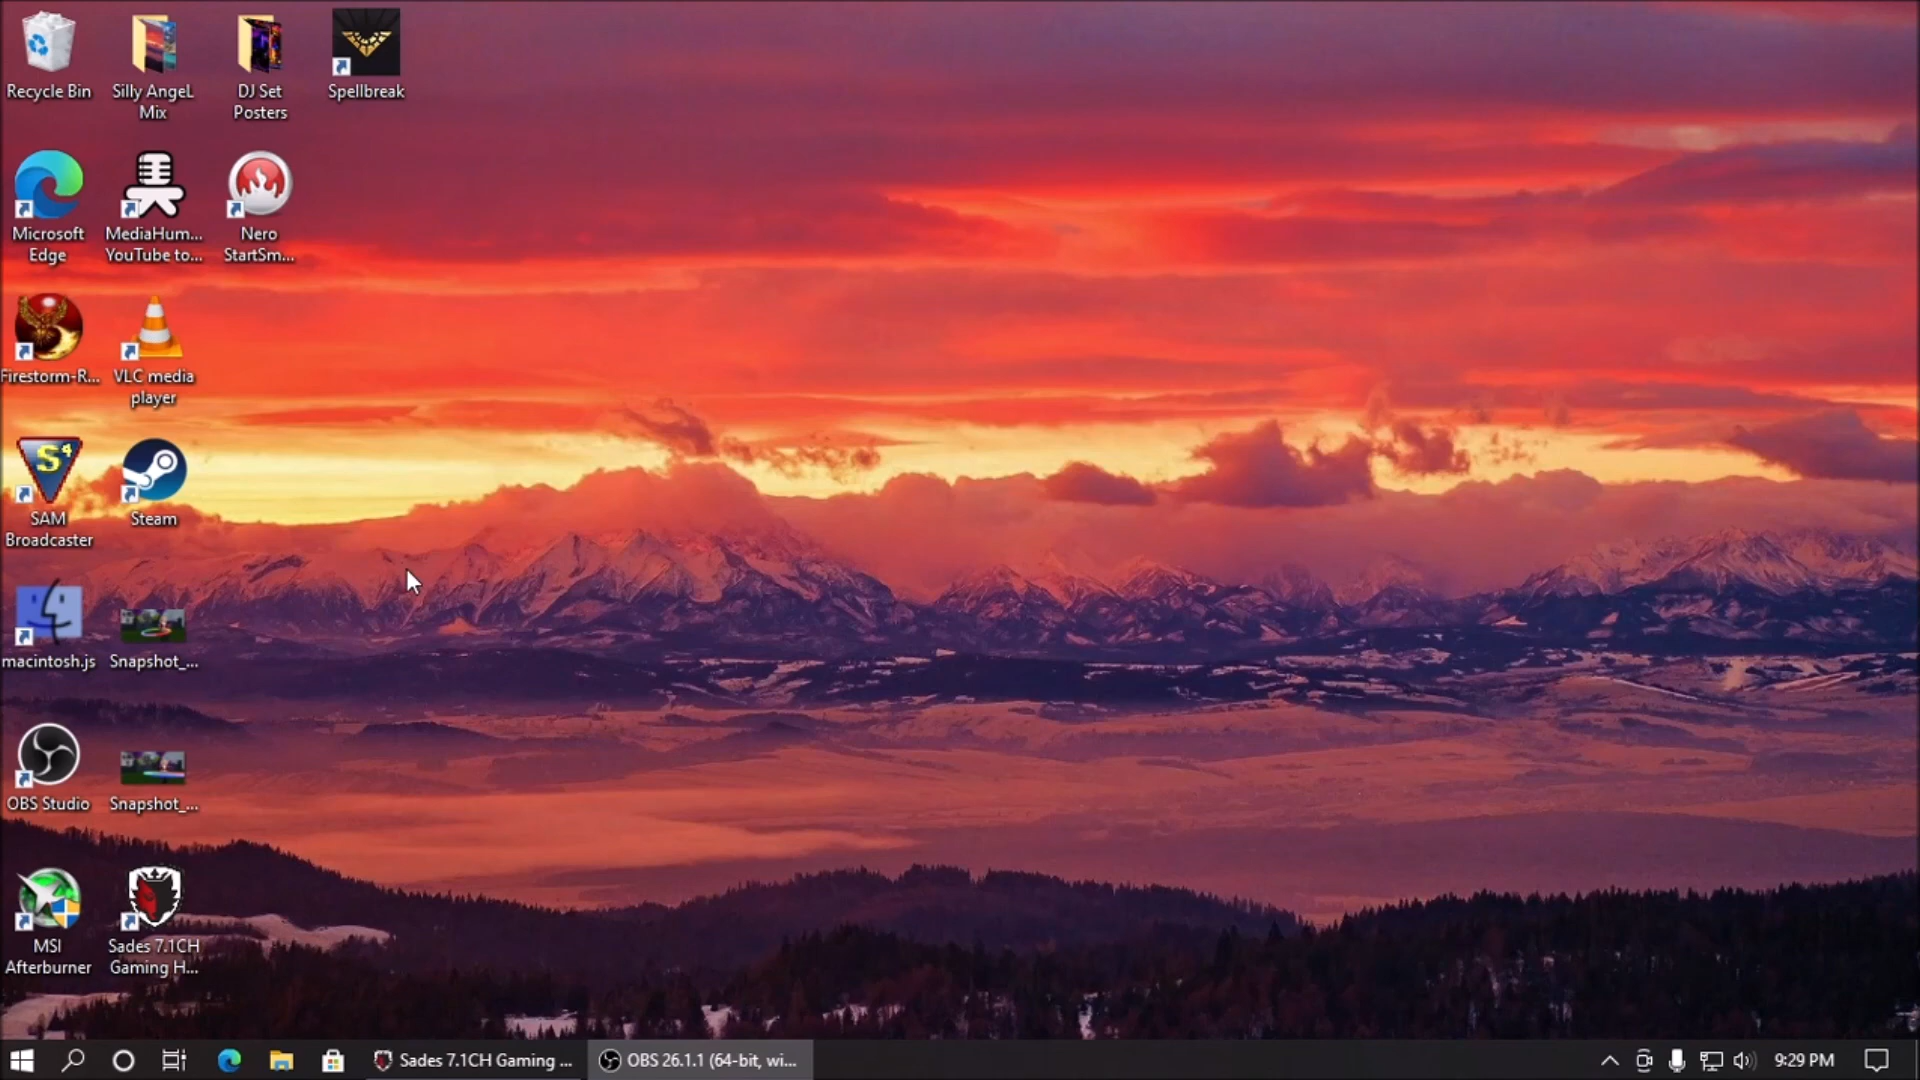 Recycle Bin
Silly AngeL
Mix
DJ Set
Posters
Spellbreak
Microsoft
Edge
MediaHum...
YouTube to...
Nero
StartSm...
Firestorm-R...
VLC media
player
S4
SAM
Broadcaster
Steam
macintosh.js
Snapshot_...
OBS Studio
Snapshot_...
MSI
Afterburner
Sades 7.1CH
Gaming H...
Sades 7.1CH Gaming ...
OBS 26.1.1 (64-bit, wi...
9:29 PM